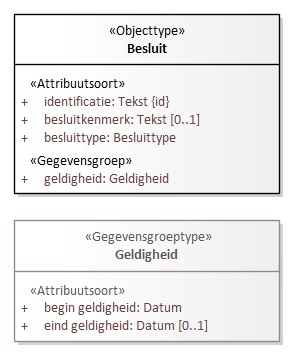 «Objecttype»
Besluit
«Attribuutsoort»
+ identificatie: Tekst {id}
+ besluitkenmerk: Tekst [0..1]
+ besluittype: Besluittype
«Gegevensgroep»
+ geldigheid: Geldigheid
«Gegevensgroeptype»
Geldigheid
«Attribuutsoort»
+ begin geldigheid: Datum
+ eind geldigheid: Datum [0..1]